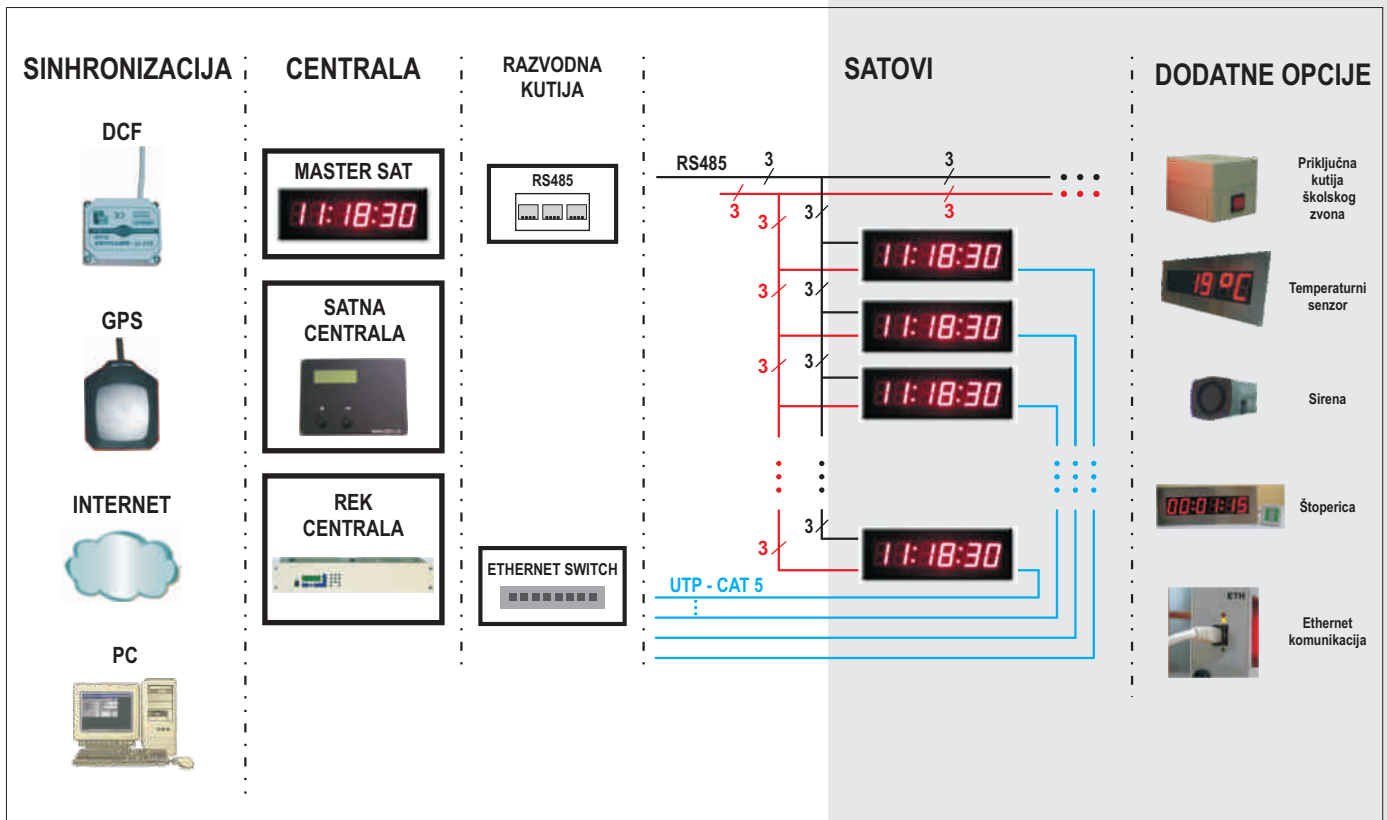 SINHRONIZACIJA
DCF
GPS
INTERNET
PC
CENTRALA
MASTER SAT
11:18:30
SATNA
CENTRALA
REK
CENTRALA
RAZVODNA
KUTIJA
RS485
ETHERNET SWITCH
SATOVI
RS485
3
3
3
3
3
3
11:18:30
3
3
11:18:30
3
3
11:18:30
3
3
11:18:30
UTP - CAT 5
DODATNE OPCIJE
Priključna
kutija
školskog
zvona
19°C
Temperaturni
senzor
Sirena
00:01:15
Štoperica
ETH
Ethernet
komunikacija